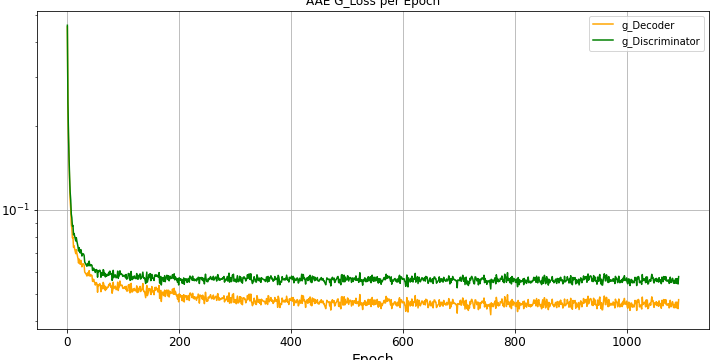 AAE G_Loss per Epoch
g_Decoder
g_Discriminator
10⁻¹
0 200 400 600 800 1000
Epoch